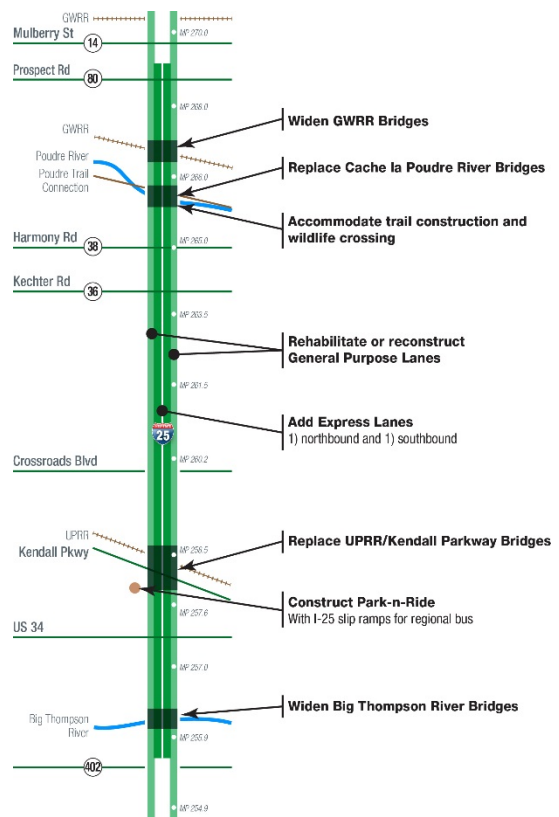 GWRR
Mulberry St
14
MP 270.0
Prospect Rd
80
MP 268.0
GWRR
Widen GWRR Bridges
Poudre River
Poudre Trail
Connection
MP 266.0
Replace Cache la Poudre River Bridges
Accommodate trail construction and
wildlife crossing
Harmony Rd
38
MP 265.0
Kechter Rd
36
MP 263.5
Rehabilitate or reconstruct
General Purpose Lanes
MP 261.5
Add Express Lanes
1) northbound and 1) southbound
25
Crossroads Blvd
MP 260.2
UPRR
Kendall Pkwy
MP 258.5
Replace UPRR/Kendall Parkway Bridges
Construct Park-n-Ride
With I-25 slip ramps for regional bus
MP 257.6
US 34
MP 257.0
Widen Big Thompson River Bridges
Big Thompson
River
MP 255.9
402
MP 254.9